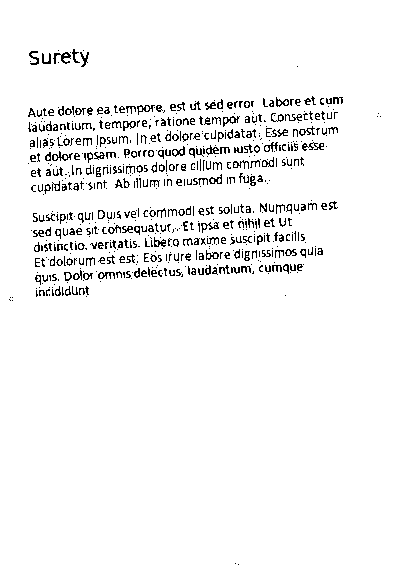 Surety
Aute dolore ea tempore, est ut sed error. Labore et cum
laudantium, tempore, ratione tempor aut. Consectetur
alias Lorem ipsum. In et dolore cupidatat. Esse nostrum
et dolore ipsam. Porro quod quidem iusto officiis esse
et aut. In dignissimos dolore cillum commodi sunt
cupidatat sint. Ab illum in eiusmod in fuga.
Suscipit qui Duis vel commodi est soluta. Numquam est
sed quae sit consequatur. Et ipsa et nihil et Ut
distinctio. veritatis. Libero maxime suscipit facilis.
Et dolorum est est. Eos irure labore dignissimos quia
quis. Dolor omnis delectus, laudantium, cumque
incididunt